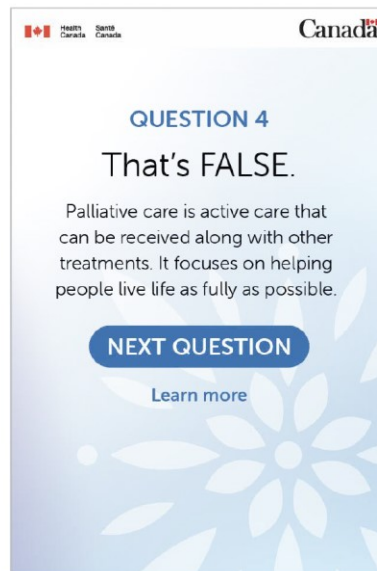 Health Santé
Canada Canada
Canada
QUESTION 4
That's FALSE.
Palliative care is active care that
can be received along with other
treatments. It focuses on helping
people live life as fully as possible.
NEXT QUESTION
Learn more